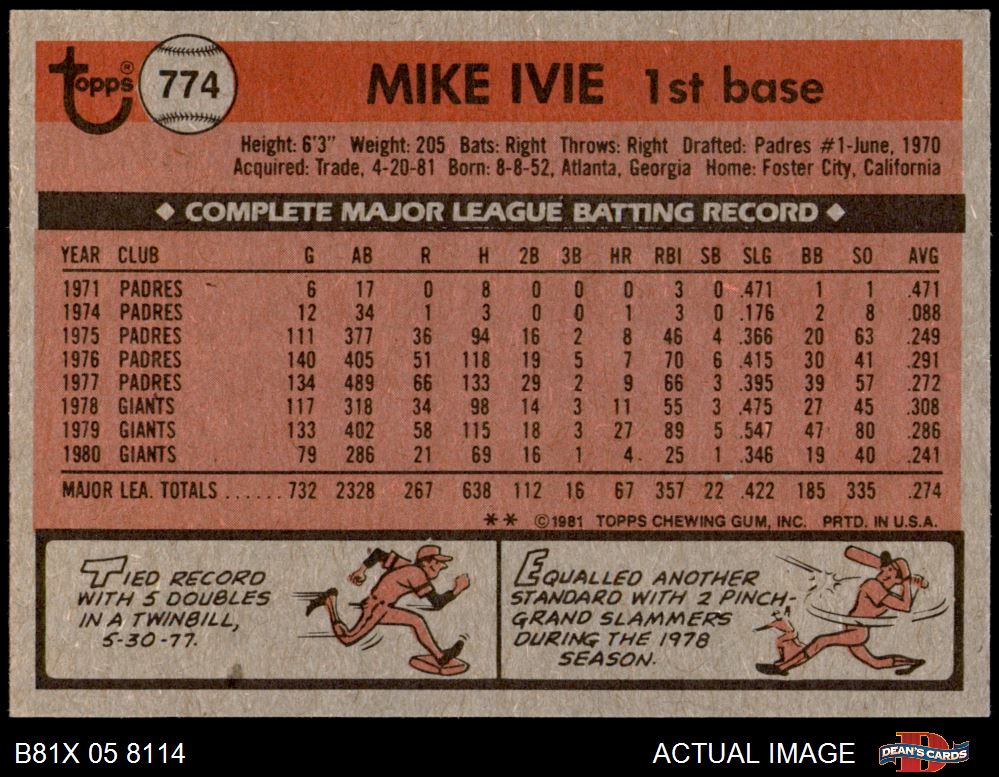 Topps® 774 MIKE IVIE 1st base
Height: 6'3" Weight: 205 Bats: Right Throws: Right Drafted: Padres #1-June, 1970
Acquired: Trade, 4-20-81 Born: 8-8-52, Atlanta, Georgia Home: Foster City, California
◆ COMPLETE MAJOR LEAGUE BATTING RECORD ◆
YEAR CLUB G AB R H 2B 3B HR RBI SB SLG BB SO AVG
1971 PADRES 6 17 0 8 0 0 0 3 0 .471 1 1 .471
1974 PADRES 12 34 1 3 0 0 1 3 0 .176 2 8 .088
1975 PADRES 111 377 36 94 16 2 8 46 4 .366 20 63 .249
1976 PADRES 140 405 51 118 19 5 7 70 6 .415 30 41 .291
1977 PADRES 134 489 66 133 29 2 9 66 3 .395 39 57 .272
1978 GIANTS 117 318 34 98 14 3 11 55 3 .475 27 45 .308
1979 GIANTS 133 402 58 115 18 3 27 89 5 .547 47 80 .286
1980 GIANTS 79 286 21 69 16 1 4 25 1 .346 19 40 .241
MAJOR LEA. TOTALS ...... 732 2328 267 638 112 16 67 357 22 .422 185 335 .274
** ©1981 TOPPS CHEWING GUM, INC. PRTD. IN U.S.A.
TIED RECORD
WITH 5 DOUBLES
IN A TWINBILL,
5-30-77.
EQUALLED ANOTHER
STANDARD WITH 2 PINCH-
GRAND SLAMMERS
DURING THE 1978
SEASON.
B81X 05 8114 ACTUAL IMAGE DEAN'S CARDS